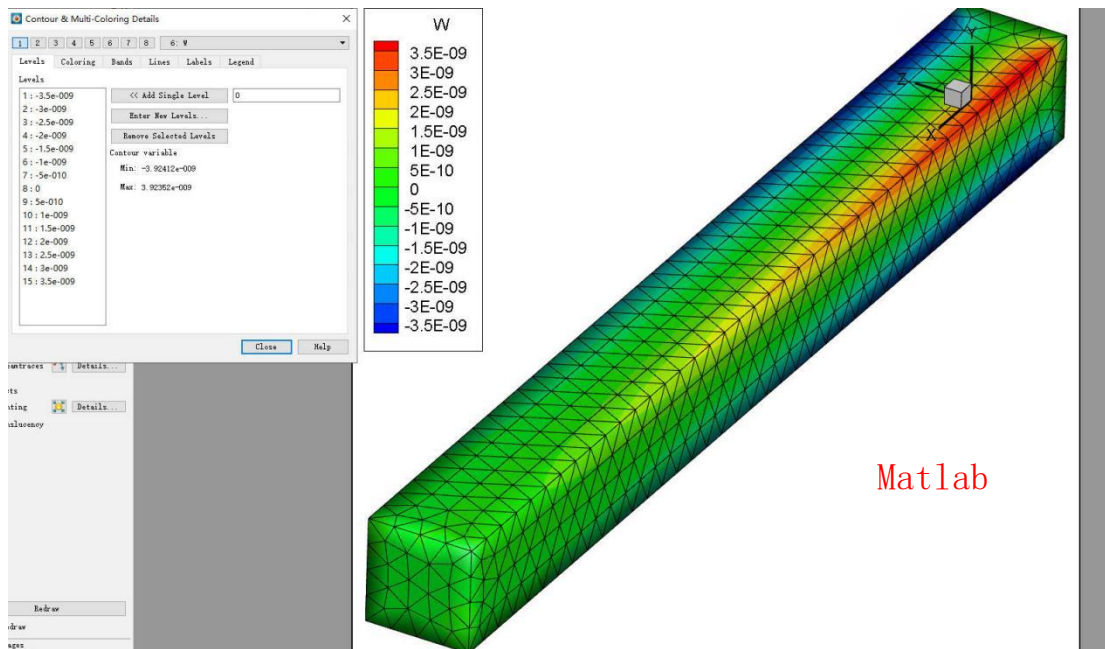 Contour & Multi-Coloring Details
1 2 3 4 5 6 7 8 6: W
Levels Coloring Bands Lines Labels Legend
Levels
1 : -3.5e-009
2 : -3e-009
3 : -2.5e-009
4 : -2e-009
5 : -1.5e-009
6 : -1e-009
7 : -5e-010
8 : 0
9 : 5e-010
10 : 1e-009
11 : 1.5e-009
12 : 2e-009
13 : 2.5e-009
14 : 3e-009
15 : 3.5e-009
<< Add Single Level 0
Enter New Levels...
Remove Selected Levels
Contour variable
Min: -3.92412e-009
Max: 3.92352e-009
Close Help
Details...
Details...
Redraw
W
3.5E-09
3E-09
2.5E-09
2E-09
1.5E-09
1E-09
5E-10
0
-5E-10
-1E-09
-1.5E-09
-2E-09
-2.5E-09
-3E-09
-3.5E-09
Y
Z
X
Matlab